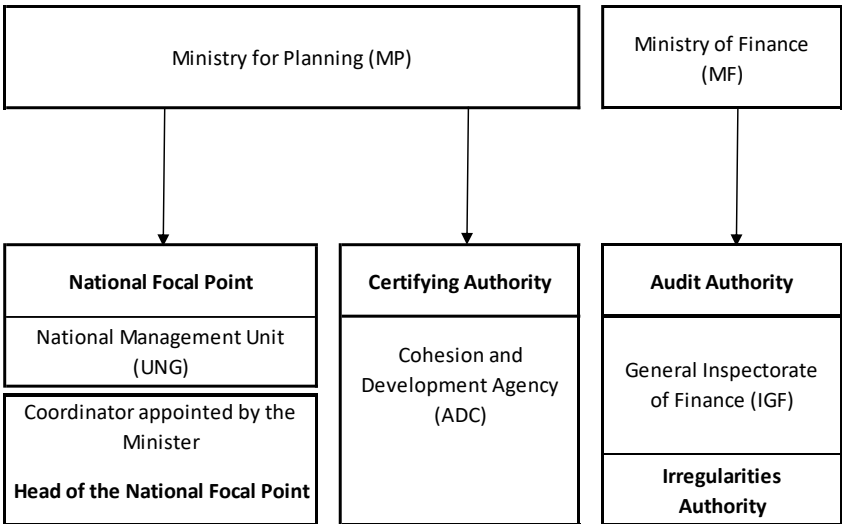 Ministry for Planning (MP)
Ministry of Finance
(MF)
National Focal Point
National Management Unit
(UNG)
Coordinator appointed by the
Minister
Head of the National Focal Point
Certifying Authority
Cohesion and
Development Agency
(ADC)
Audit Authority
General Inspectorate
of Finance (IGF)
Irregularities
Authority